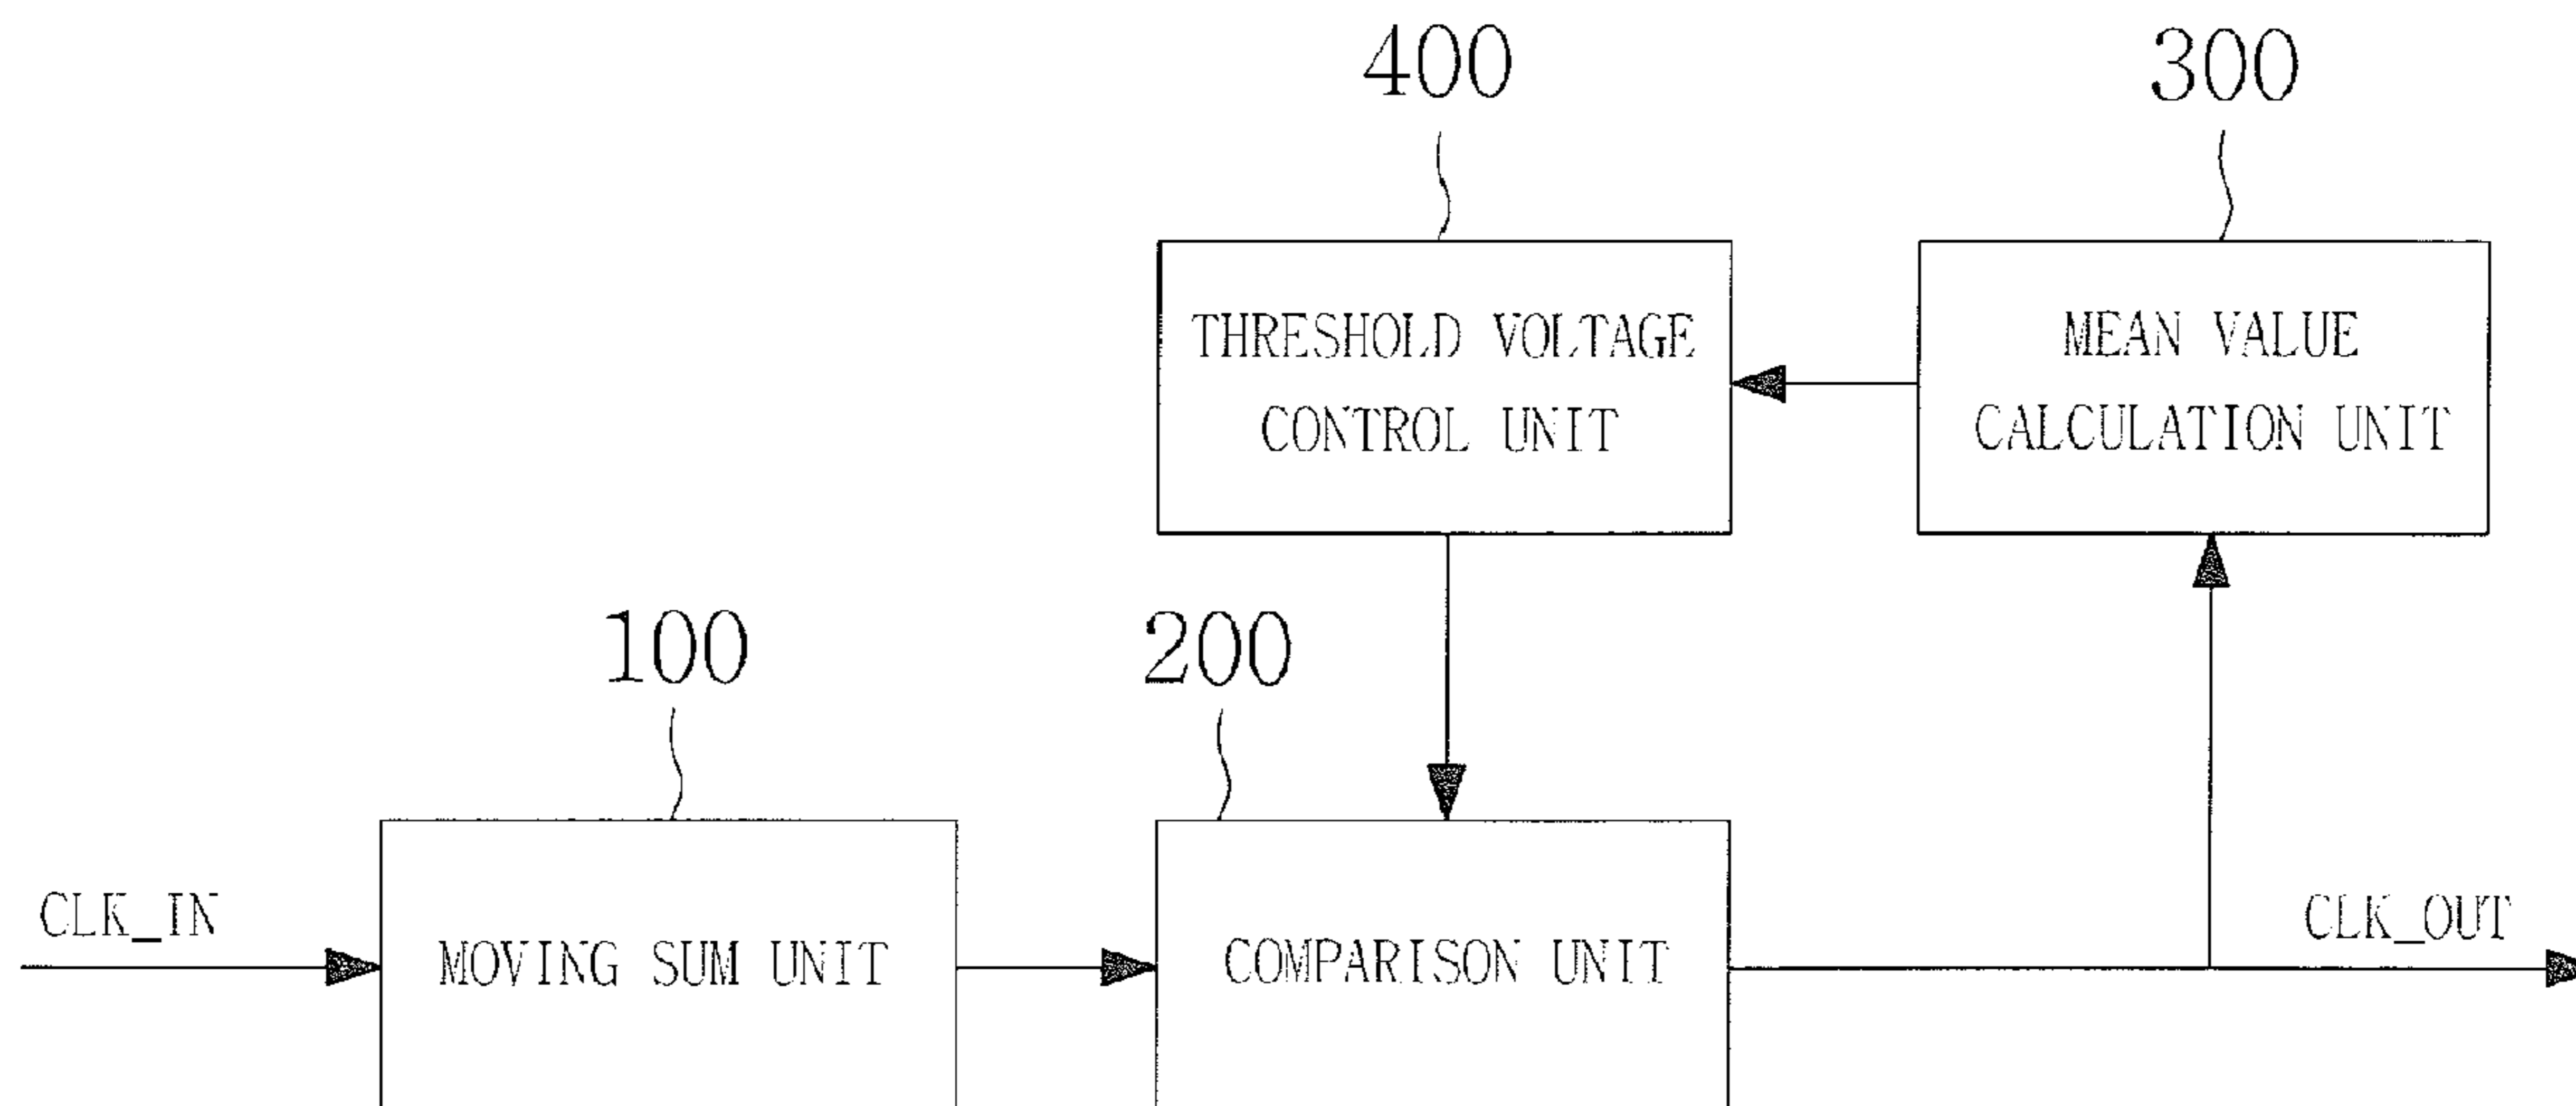 400
300
THRESHOLD VOLTAGE
CONTROL UNIT
MEAN VALUE
CALCULATION UNIT
100
200
CLK_IN
MOVING SUM UNIT
COMPARISON UNIT
CLK_OUT